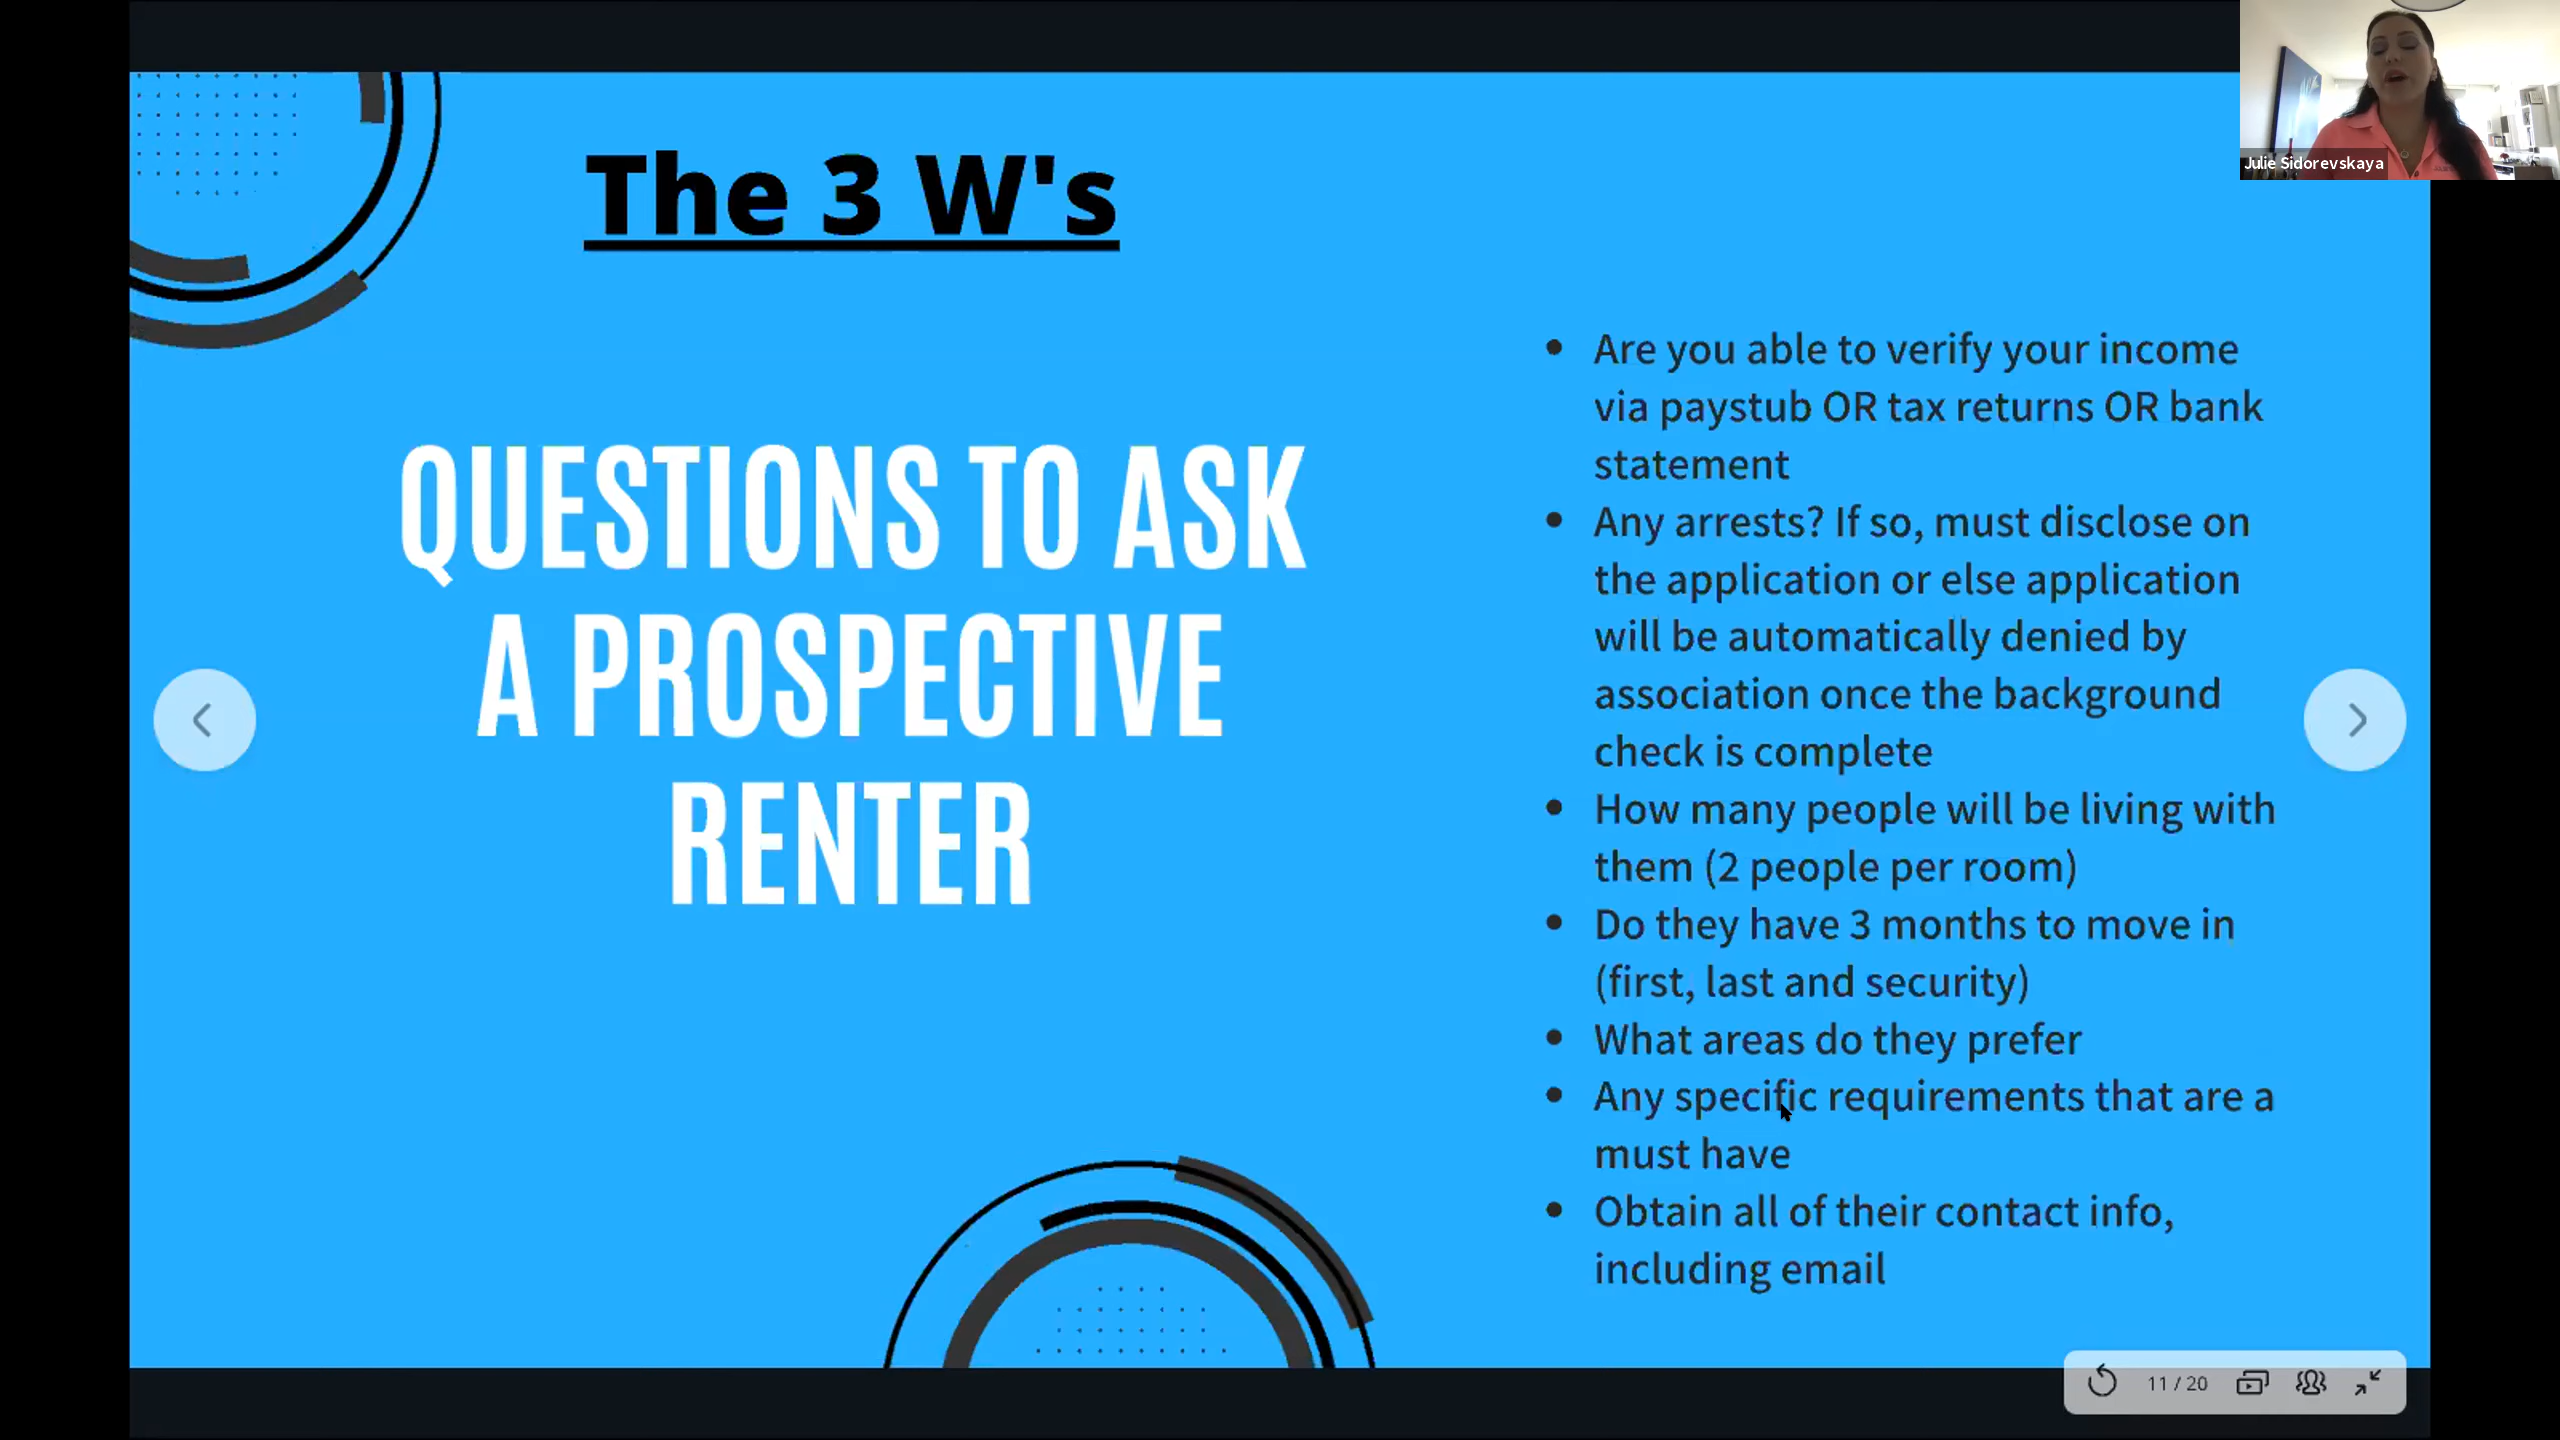 The 3 W's
QUESTIONS TO ASK
A PROSPECTIVE
RENTER
• Are you able to verify your income
via paystub OR tax returns OR bank
statement
• Any arrests? If so, must disclose on
the application or else application
will be automatically denied by
association once the background
check is complete
• How many people will be living with
them (2 people per room)
• Do they have 3 months to move in
(first, last and security)
• What areas do they prefer
• Any specific requirements that are a
must have
• Obtain all of their contact info,
including email
Julie Sidorevskaya
11 / 20